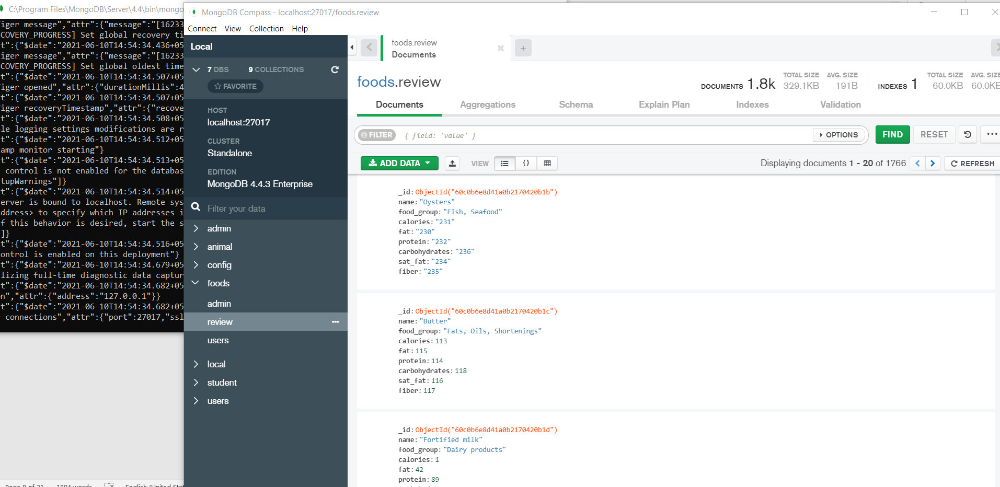 C:\Program Files\MongoDB\Server\4.4\bin\mongo
iger message","attr":{"message":"[16233
COVERY_PROGRESS] Set global recovery ti
t":{"$date":"2021-06-10T14:54:34.436+05
iger message","attr":{"message":"[16233
COVERY_PROGRESS] Set global oldest time
t":{"$date":"2021-06-10T14:54:34.507+05
iger opened","attr":{"durationMillis":4
t":{"$date":"2021-06-10T14:54:34.507+05
iger recoveryTimestamp","attr":{"recove
t":{"$date":"2021-06-10T14:54:34.508+05
le logging settings modifications are r
t":{"$date":"2021-06-10T14:54:34.512+05
amp monitor starting"}
t":{"$date":"2021-06-10T14:54:34.513+05
control is not enabled for the databas
tupWarnings"]}
t":{"$date":"2021-06-10T14:54:34.514+05
erver is bound to localhost. Remote sys
ddress> to specify which IP addresses i
f this behavior is desired, start the s
]}
t":{"$date":"2021-06-10T14:54:34.516+05
ontrol is enabled on this deployment"}
t":{"$date":"2021-06-10T14:54:34.679+05
lizing full-time diagnostic data captur
t":{"$date":"2021-06-10T14:54:34.682+05
n","attr":{"address":"127.0.0.1"}}
t":{"$date":"2021-06-10T14:54:34.682+05
connections","attr":{"port":27017,"ssl
MongoDB Compass - localhost:27017/foods.review
Connect View Collection Help
Local
7 DBS 9 COLLECTIONS
FAVORITE
HOST
localhost:27017
CLUSTER
Standalone
EDITION
MongoDB 4.4.3 Enterprise
Filter your data
admin
animal
config
foods
admin
review
users
local
student
users
foods.review
Documents
+
foods.review
DOCUMENTS 1.8k
TOTAL SIZE
329.1KB
AVG. SIZE
191B
INDEXES 1
TOTAL SIZE
60.0KB
AVG. SIZE
60.0KB
Documents Aggregations Schema Explain Plan Indexes Validation
FILTER { field: 'value' } OPTIONS FIND RESET
ADD DATA VIEW {} Displaying documents 1 - 20 of 1766 REFRESH
_id: ObjectId("60c0b6e8d41a0b2170420b1b")
name: "Oysters"
food_group: "Fish, Seafood"
calories: "231"
fat: "230"
protein: "232"
carbohydrates: "236"
sat_fat: "234"
fiber: "235"
_id: ObjectId("60c0b6e8d41a0b2170420b1c")
name: "Butter"
food_group: "Fats, Oils, Shortenings"
calories: 113
fat: 115
protein: 114
carbohydrates: 118
sat_fat: 116
fiber: 117
_id: ObjectId("60c0b6e8d41a0b2170420b1d")
name: "Fortified milk"
food_group: "Dairy products"
calories: 1
fat: 42
protein: 89
Page 8 of 21 1804 words English (United Stat